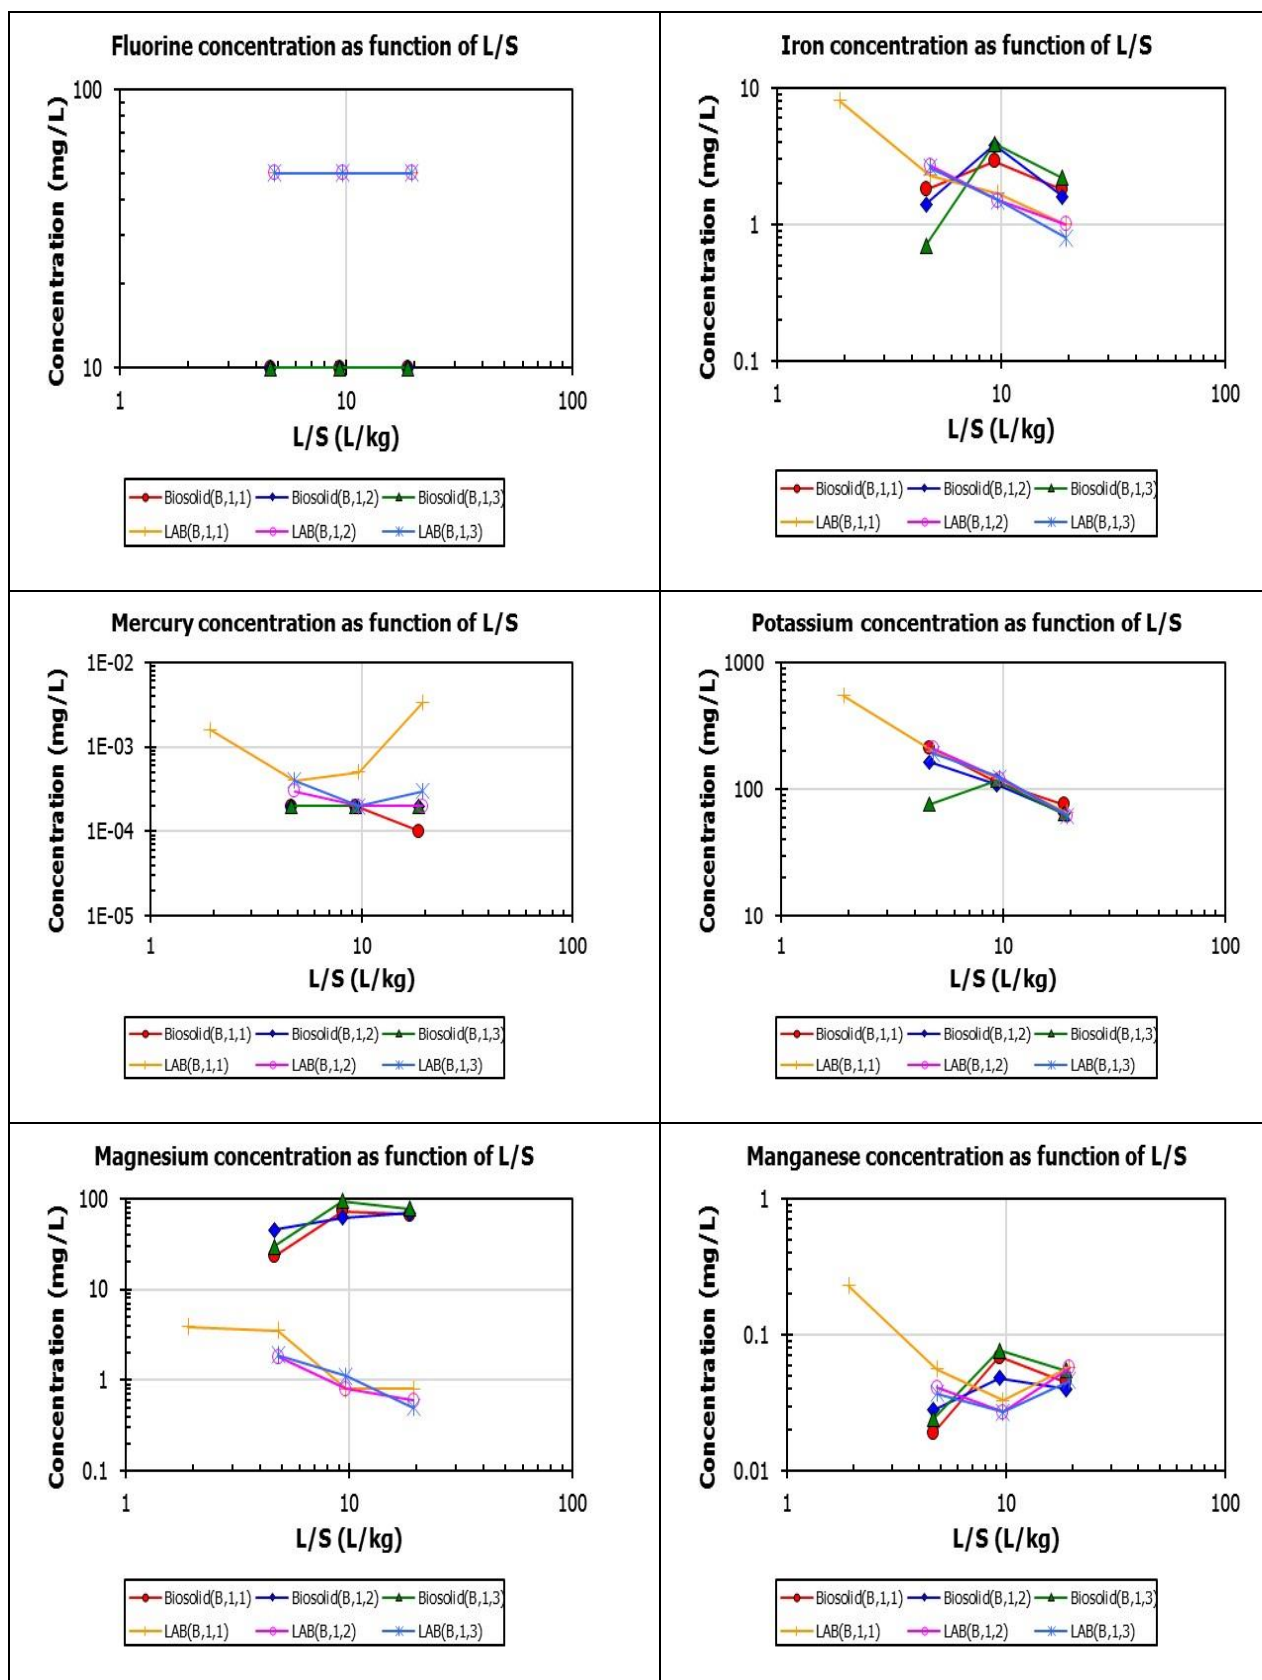 Fluorine concentration as function of L/S
Concentration (mg/L)
100
10
1 10 100
L/S (L/kg)
Biosolid(B,1,1) Biosolid(B,1,2) Biosolid(B,1,3)
LAB(B,1,1) LAB(B,1,2) LAB(B,1,3)
Iron concentration as function of L/S
Concentration (mg/L)
10
1
0.1
1 10 100
L/S (L/kg)
Biosolid(B,1,1) Biosolid(B,1,2) Biosolid(B,1,3)
LAB(B,1,1) LAB(B,1,2) LAB(B,1,3)
Mercury concentration as function of L/S
Concentration (mg/L)
1E-02
1E-03
1E-04
1E-05
1 10 100
L/S (L/kg)
Biosolid(B,1,1) Biosolid(B,1,2) Biosolid(B,1,3)
LAB(B,1,1) LAB(B,1,2) LAB(B,1,3)
Potassium concentration as function of L/S
Concentration (mg/L)
1000
100
10
1 10 100
L/S (L/kg)
Biosolid(B,1,1) Biosolid(B,1,2) Biosolid(B,1,3)
LAB(B,1,1) LAB(B,1,2) LAB(B,1,3)
Magnesium concentration as function of L/S
Concentration (mg/L)
100
10
1
0.1
1 10 100
L/S (L/kg)
Biosolid(B,1,1) Biosolid(B,1,2) Biosolid(B,1,3)
LAB(B,1,1) LAB(B,1,2) LAB(B,1,3)
Manganese concentration as function of L/S
Concentration (mg/L)
1
0.1
0.01
1 10 100
L/S (L/kg)
Biosolid(B,1,1) Biosolid(B,1,2) Biosolid(B,1,3)
LAB(B,1,1) LAB(B,1,2) LAB(B,1,3)